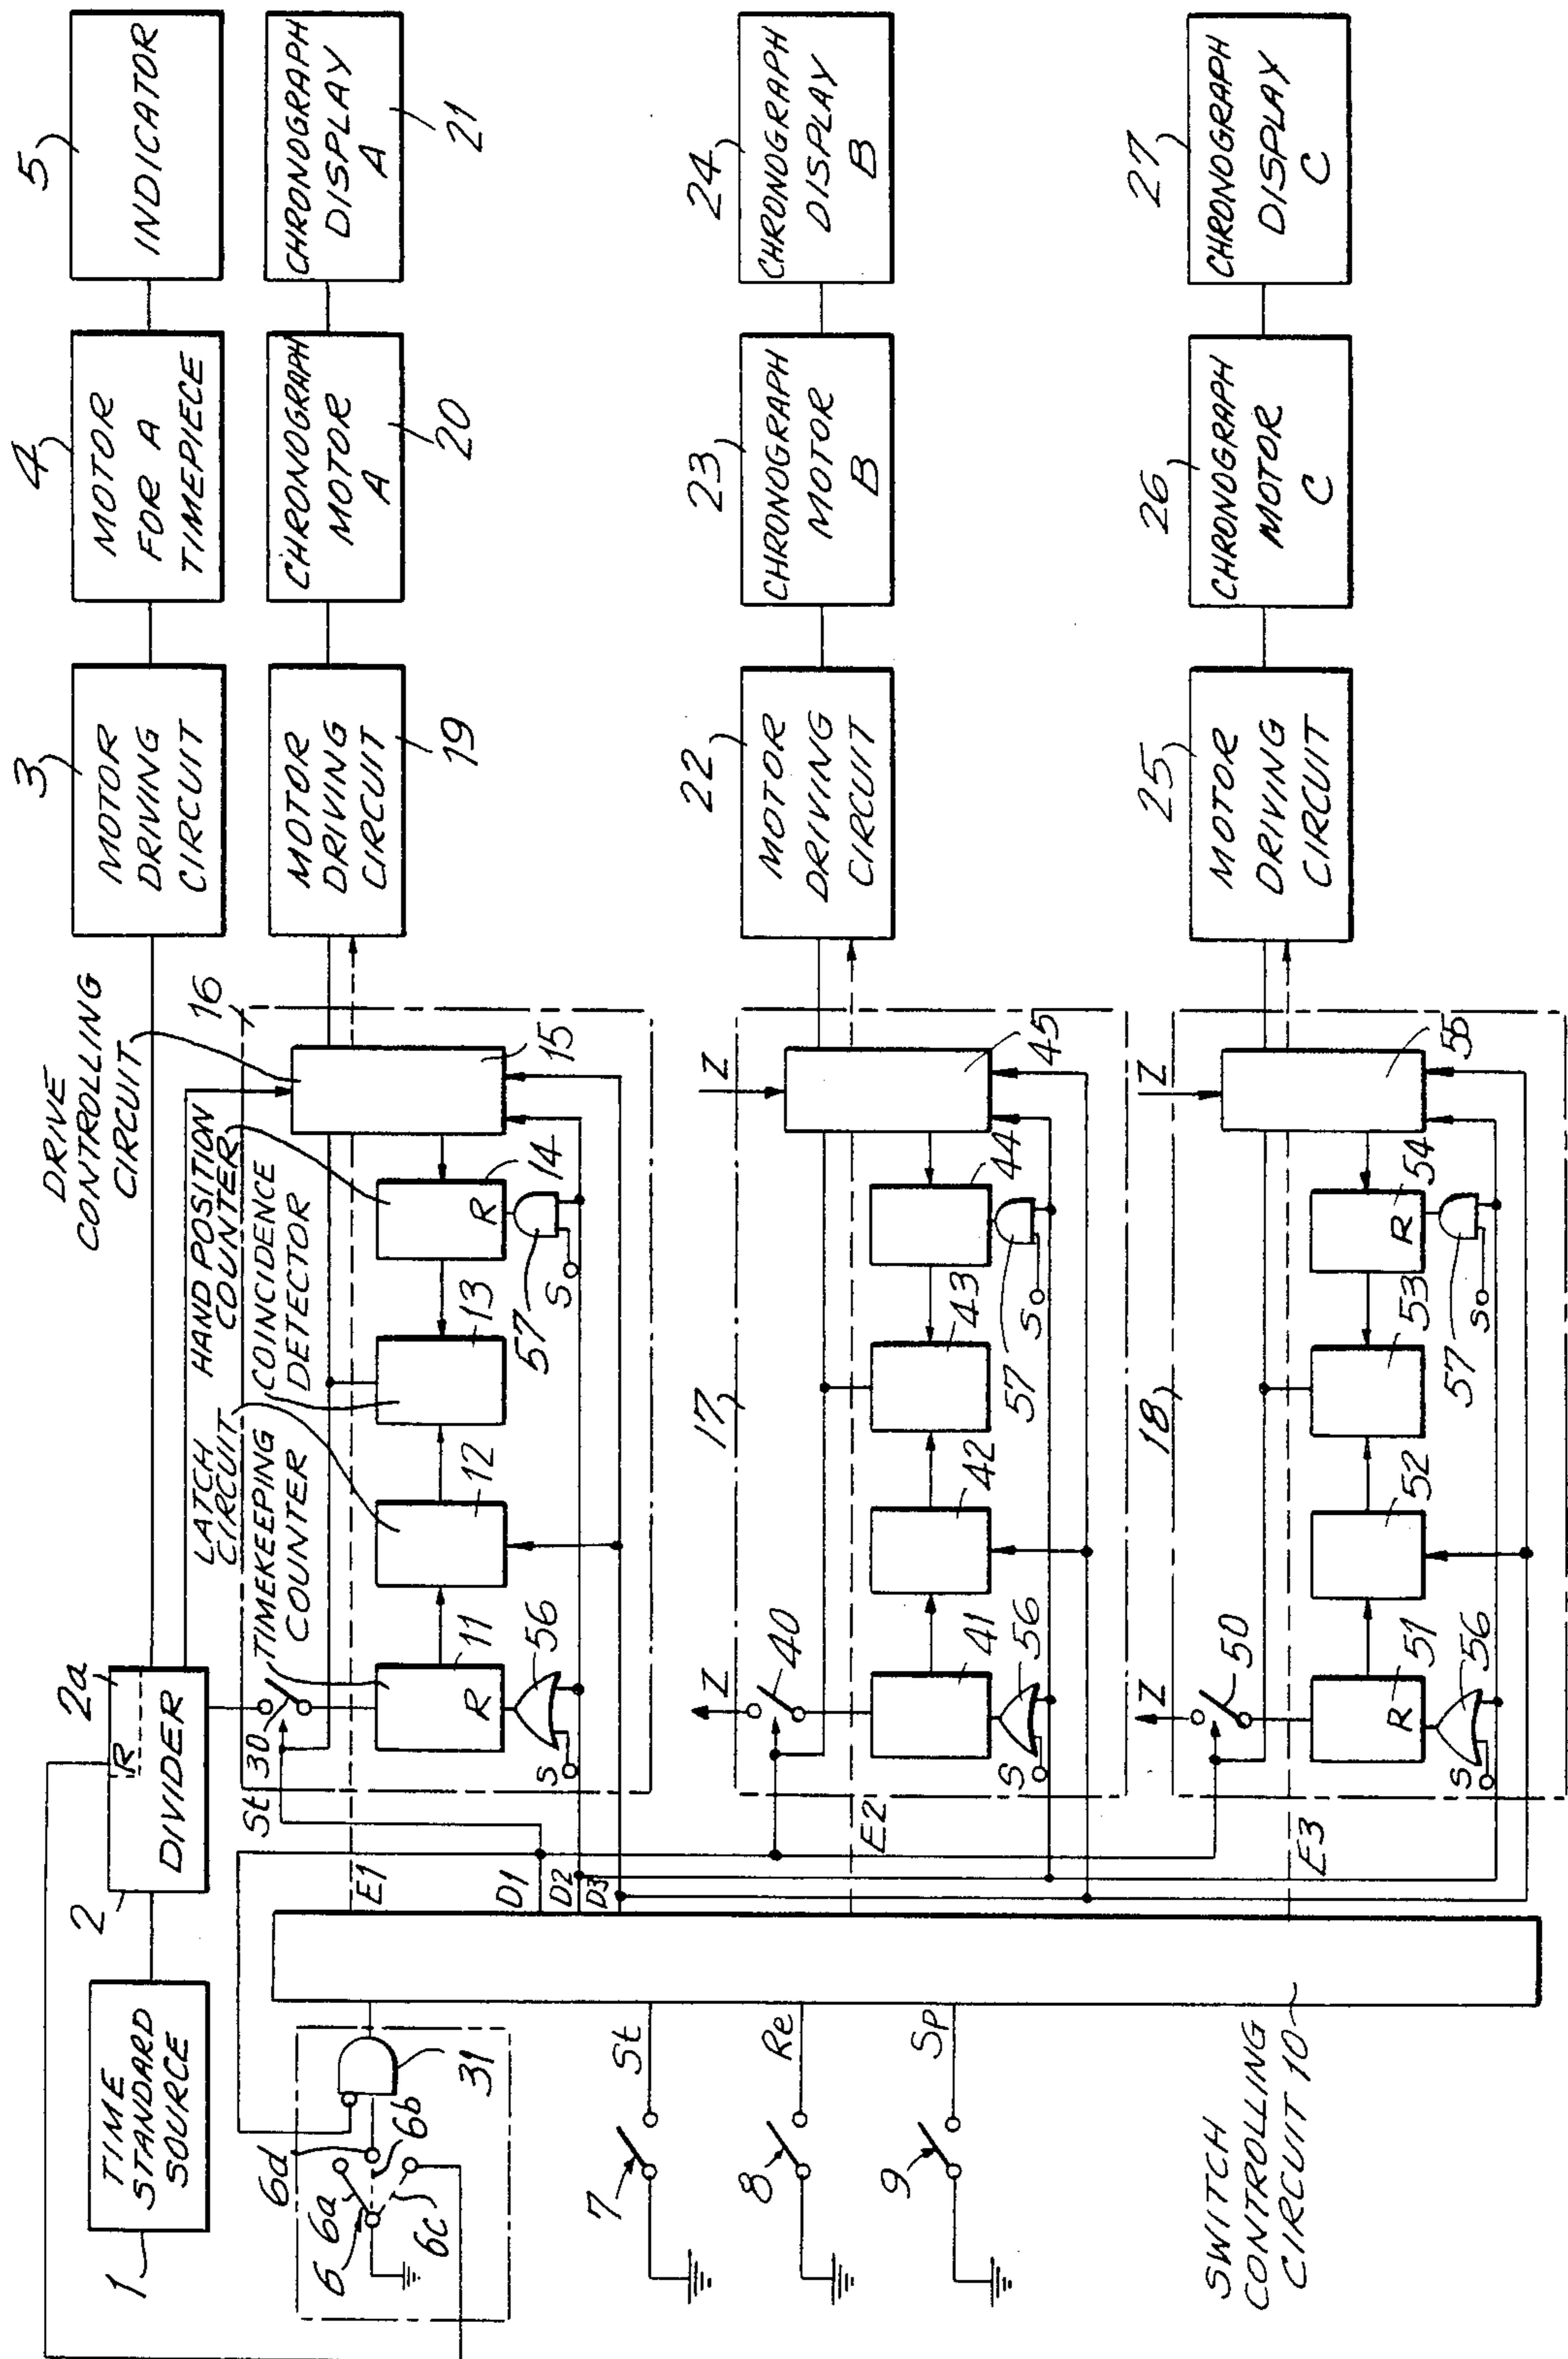 5
INDICATOR
4
MOTOR
FOR A
TIMEPIECE
3
MOTOR
DRIVING
CIRCUIT
2
2a
R
DIVIDER
1
TIME
STANDARD
SOURCE
CHRONOGRAPH
DISPLAY
A
21
CHRONOGRAPH
MOTOR
A
20
MOTOR
DRIVING
CIRCUIT
19
DRIVE
CONTROLLING
CIRCUIT
16
HAND POSITION
COUNTER
COINCIDENCE
DETECTOR
LATCH
CIRCUIT
TIMEKEEPING
COUNTER
15
14
R
13
57
S
12
11
R
56
S
30
St
E1
D1
D2
D3
6d
6
6a
6b
6c
31
24
CHRONOGRAPH
DISPLAY
B
23
CHRONOGRAPH
MOTOR
B
22
MOTOR
DRIVING
CIRCUIT
17
Z
45
44
43
57
S
42
41
56
S
Z
40
E2
27
CHRONOGRAPH
DISPLAY
C
26
CHRONOGRAPH
MOTOR
C
25
MOTOR
DRIVING
CIRCUIT
18
Z
55
54
R
53
57
S
52
51
R
56
S
Z
50
E3
7
St
8
Re
9
Sp
SWITCH
CONTROLLING
CIRCUIT 10